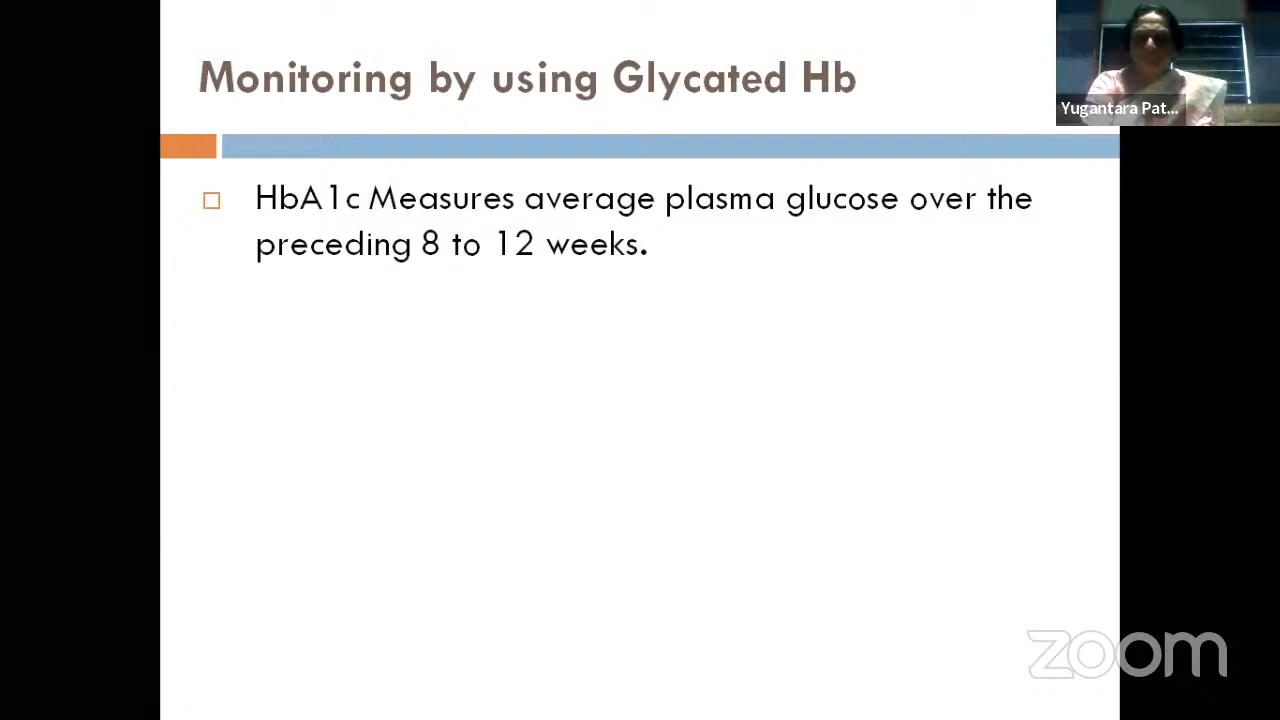 Monitoring by using Glycated Hb
Yugantara Pat...
HbA1c Measures average plasma glucose over the
preceding 8 to 12 weeks.
zoom